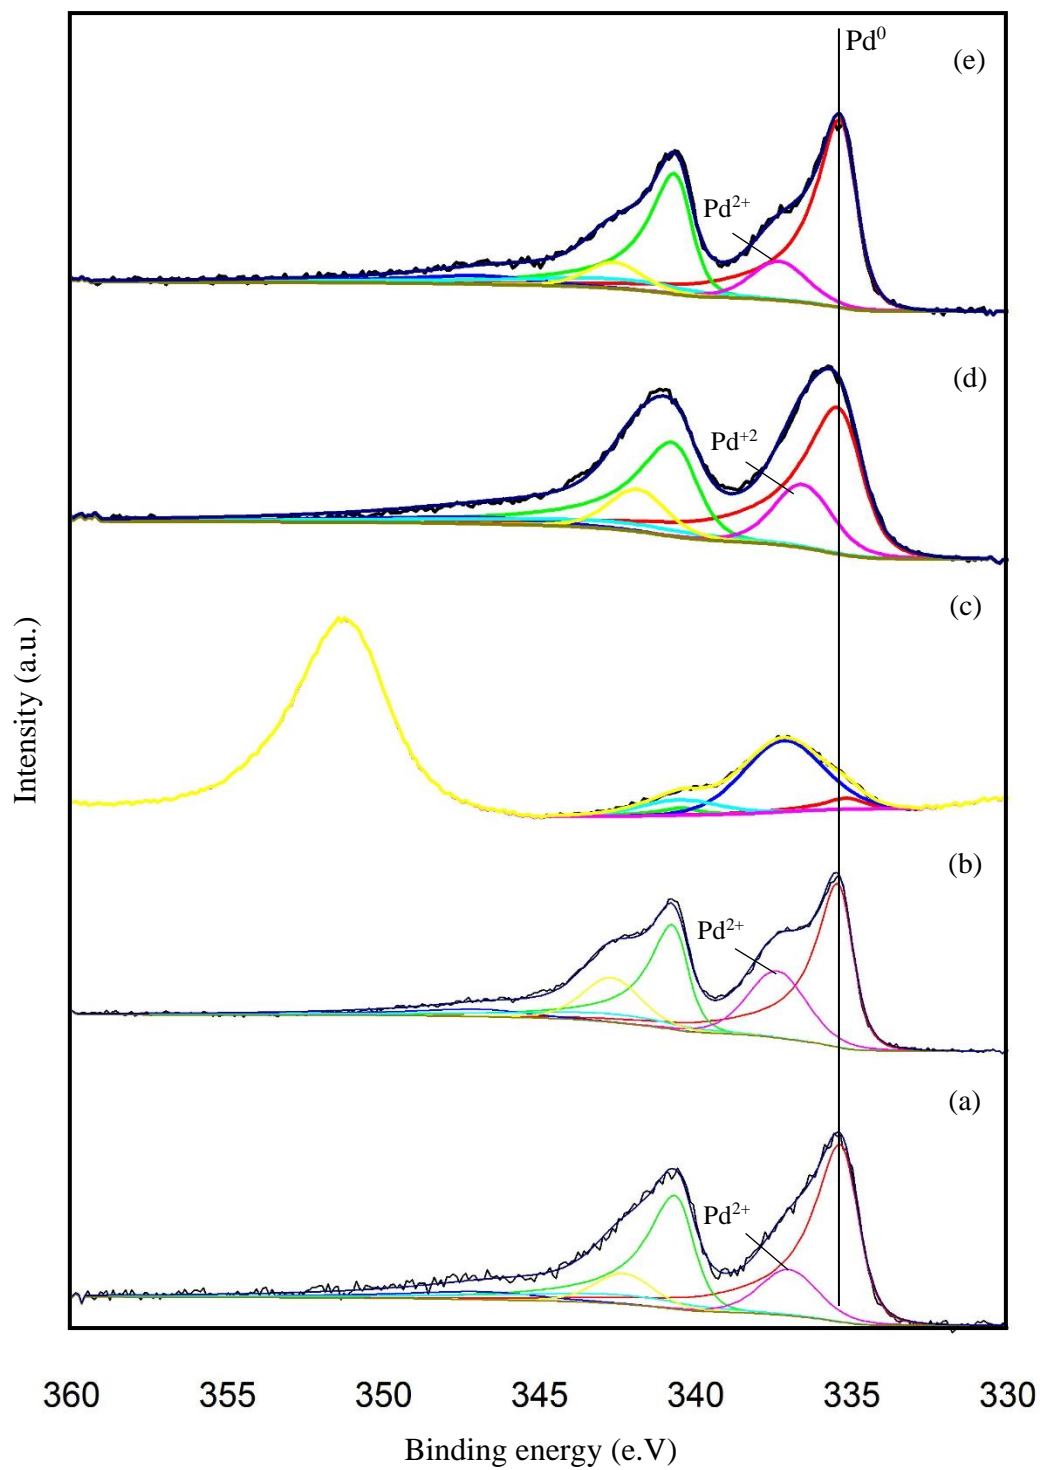 Pd⁰
(e)
Pd²⁺
(d)
Pd⁺²
(c)
(b)
Pd²⁺
(a)
Pd²⁺
Intensity (a.u.)
360 355 350 345 340 335 330
Binding energy (e.V)